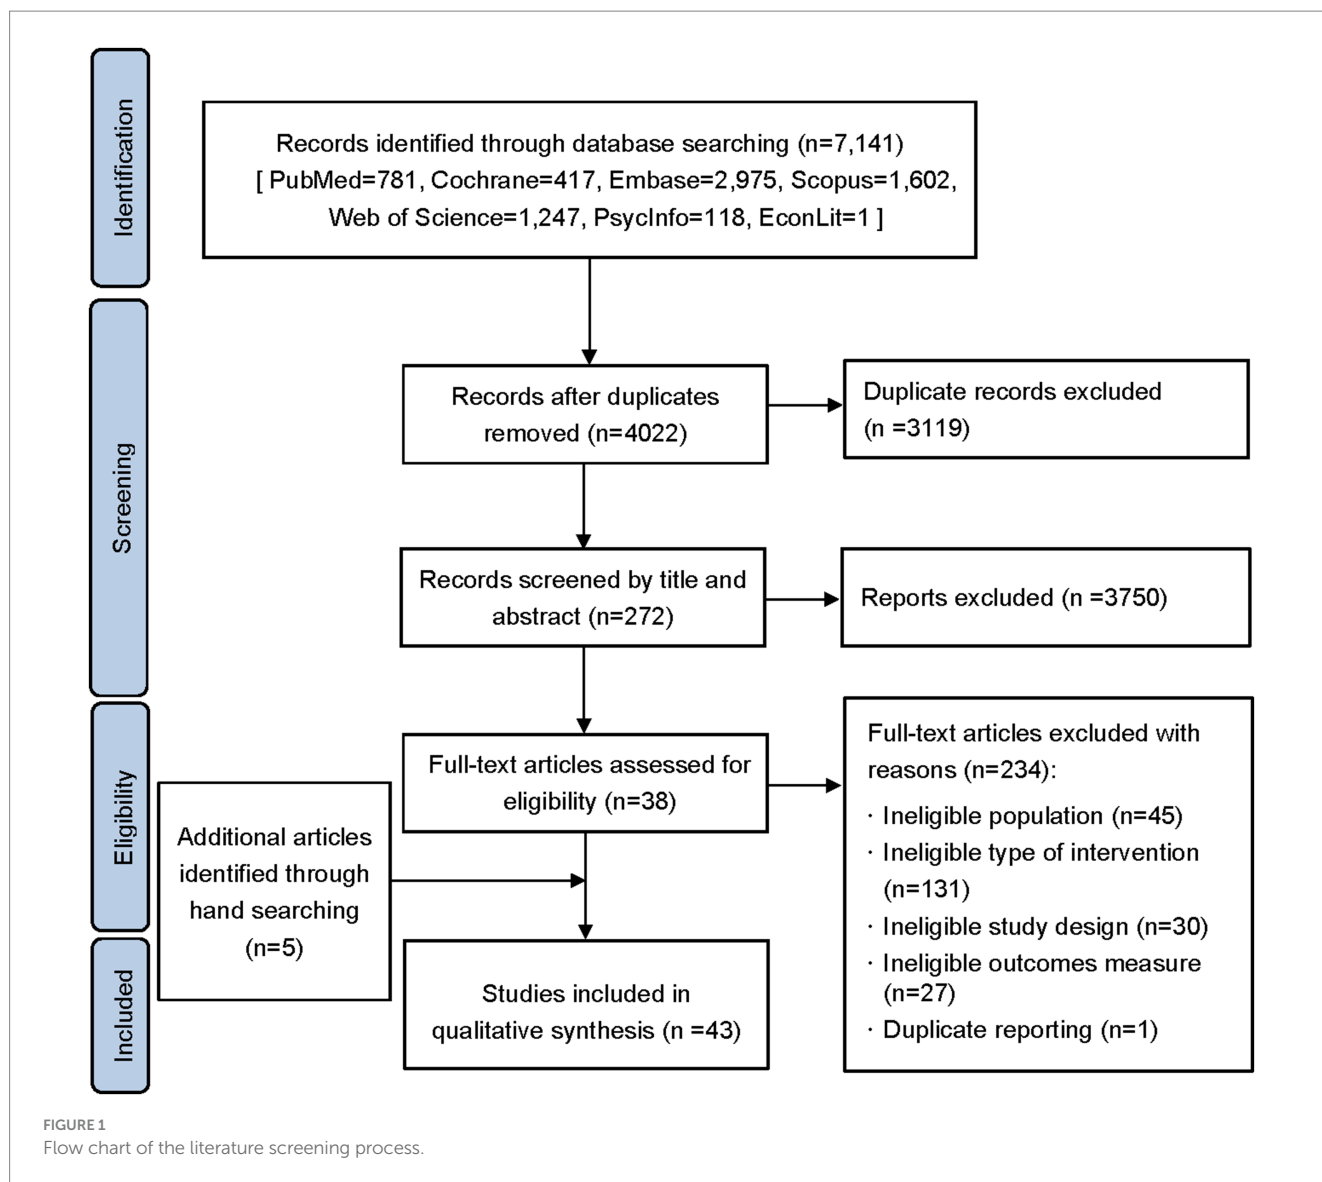 Identification
Records identified through database searching (n=7,141)
[ PubMed=781, Cochrane=417, Embase=2,975, Scopus=1,602,
Web of Science=1,247, PsycInfo=118, EconLit=1 ]
Screening
Records after duplicates
removed (n=4022)
Duplicate records excluded
(n =3119)
Records screened by title and
abstract (n=272)
Reports excluded (n =3750)
Eligibility
Full-text articles assessed for
eligibility (n=38)
Full-text articles excluded with
reasons (n=234):
· Ineligible population (n=45)
· Ineligible type of intervention
(n=131)
· Ineligible study design (n=30)
· Ineligible outcomes measure
(n=27)
· Duplicate reporting (n=1)
Additional articles
identified through
hand searching
(n=5)
Included
Studies included in
qualitative synthesis (n =43)
FIGURE 1
Flow chart of the literature screening process.